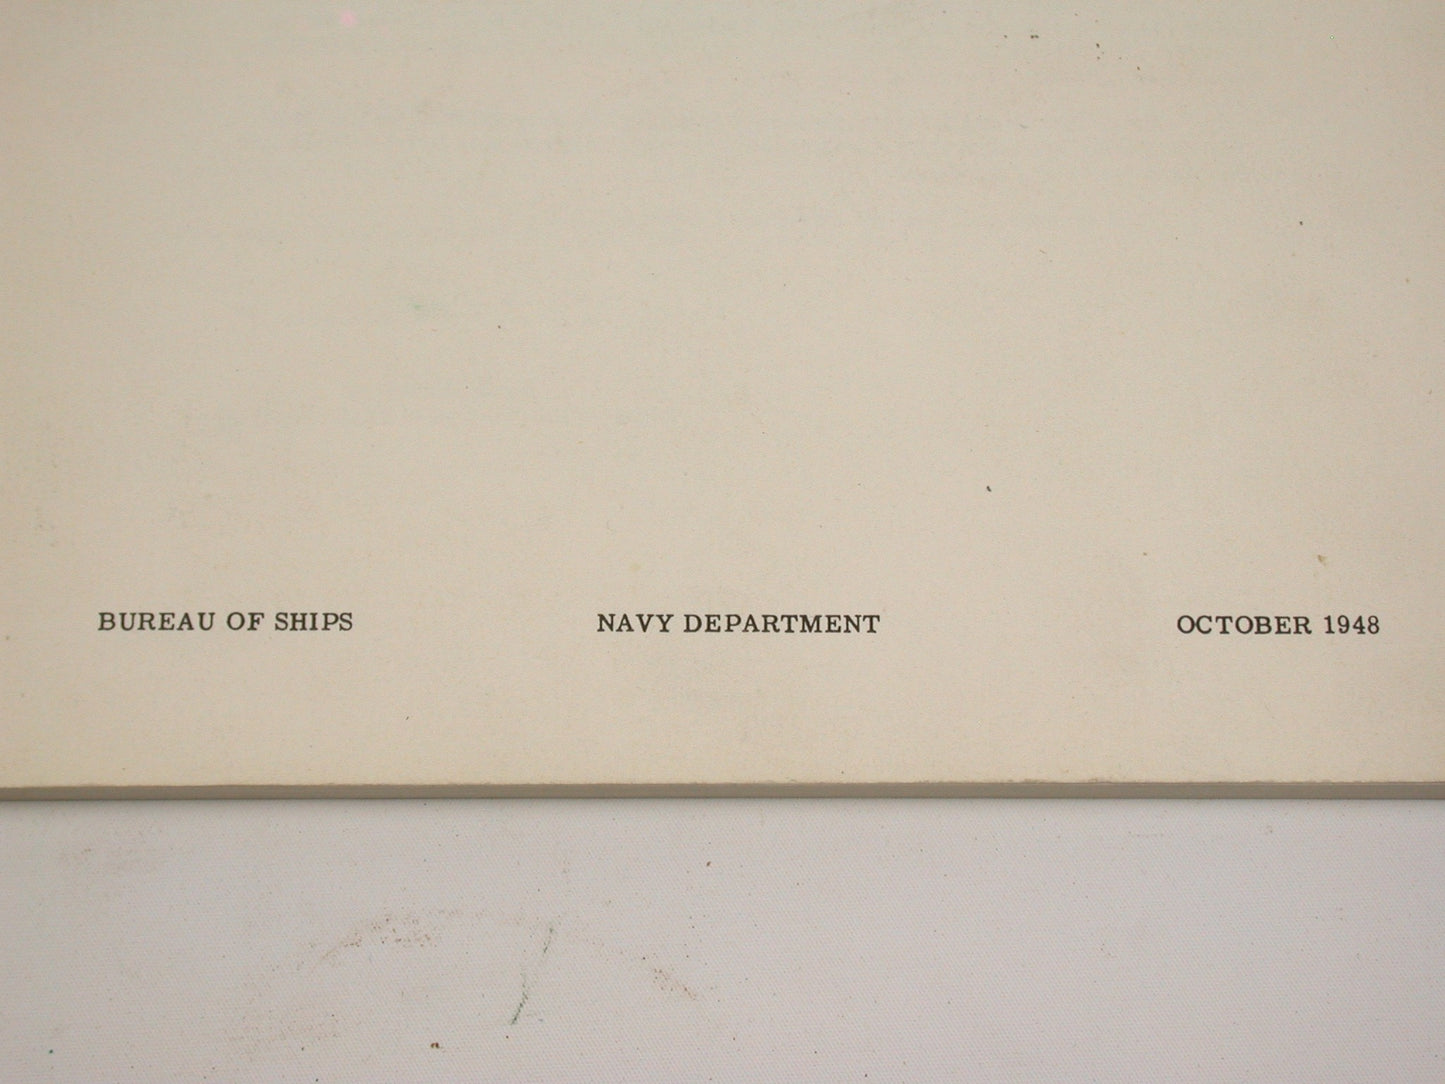 BUREAU OF SHIPS NAVY DEPARTMENT OCTOBER 1948